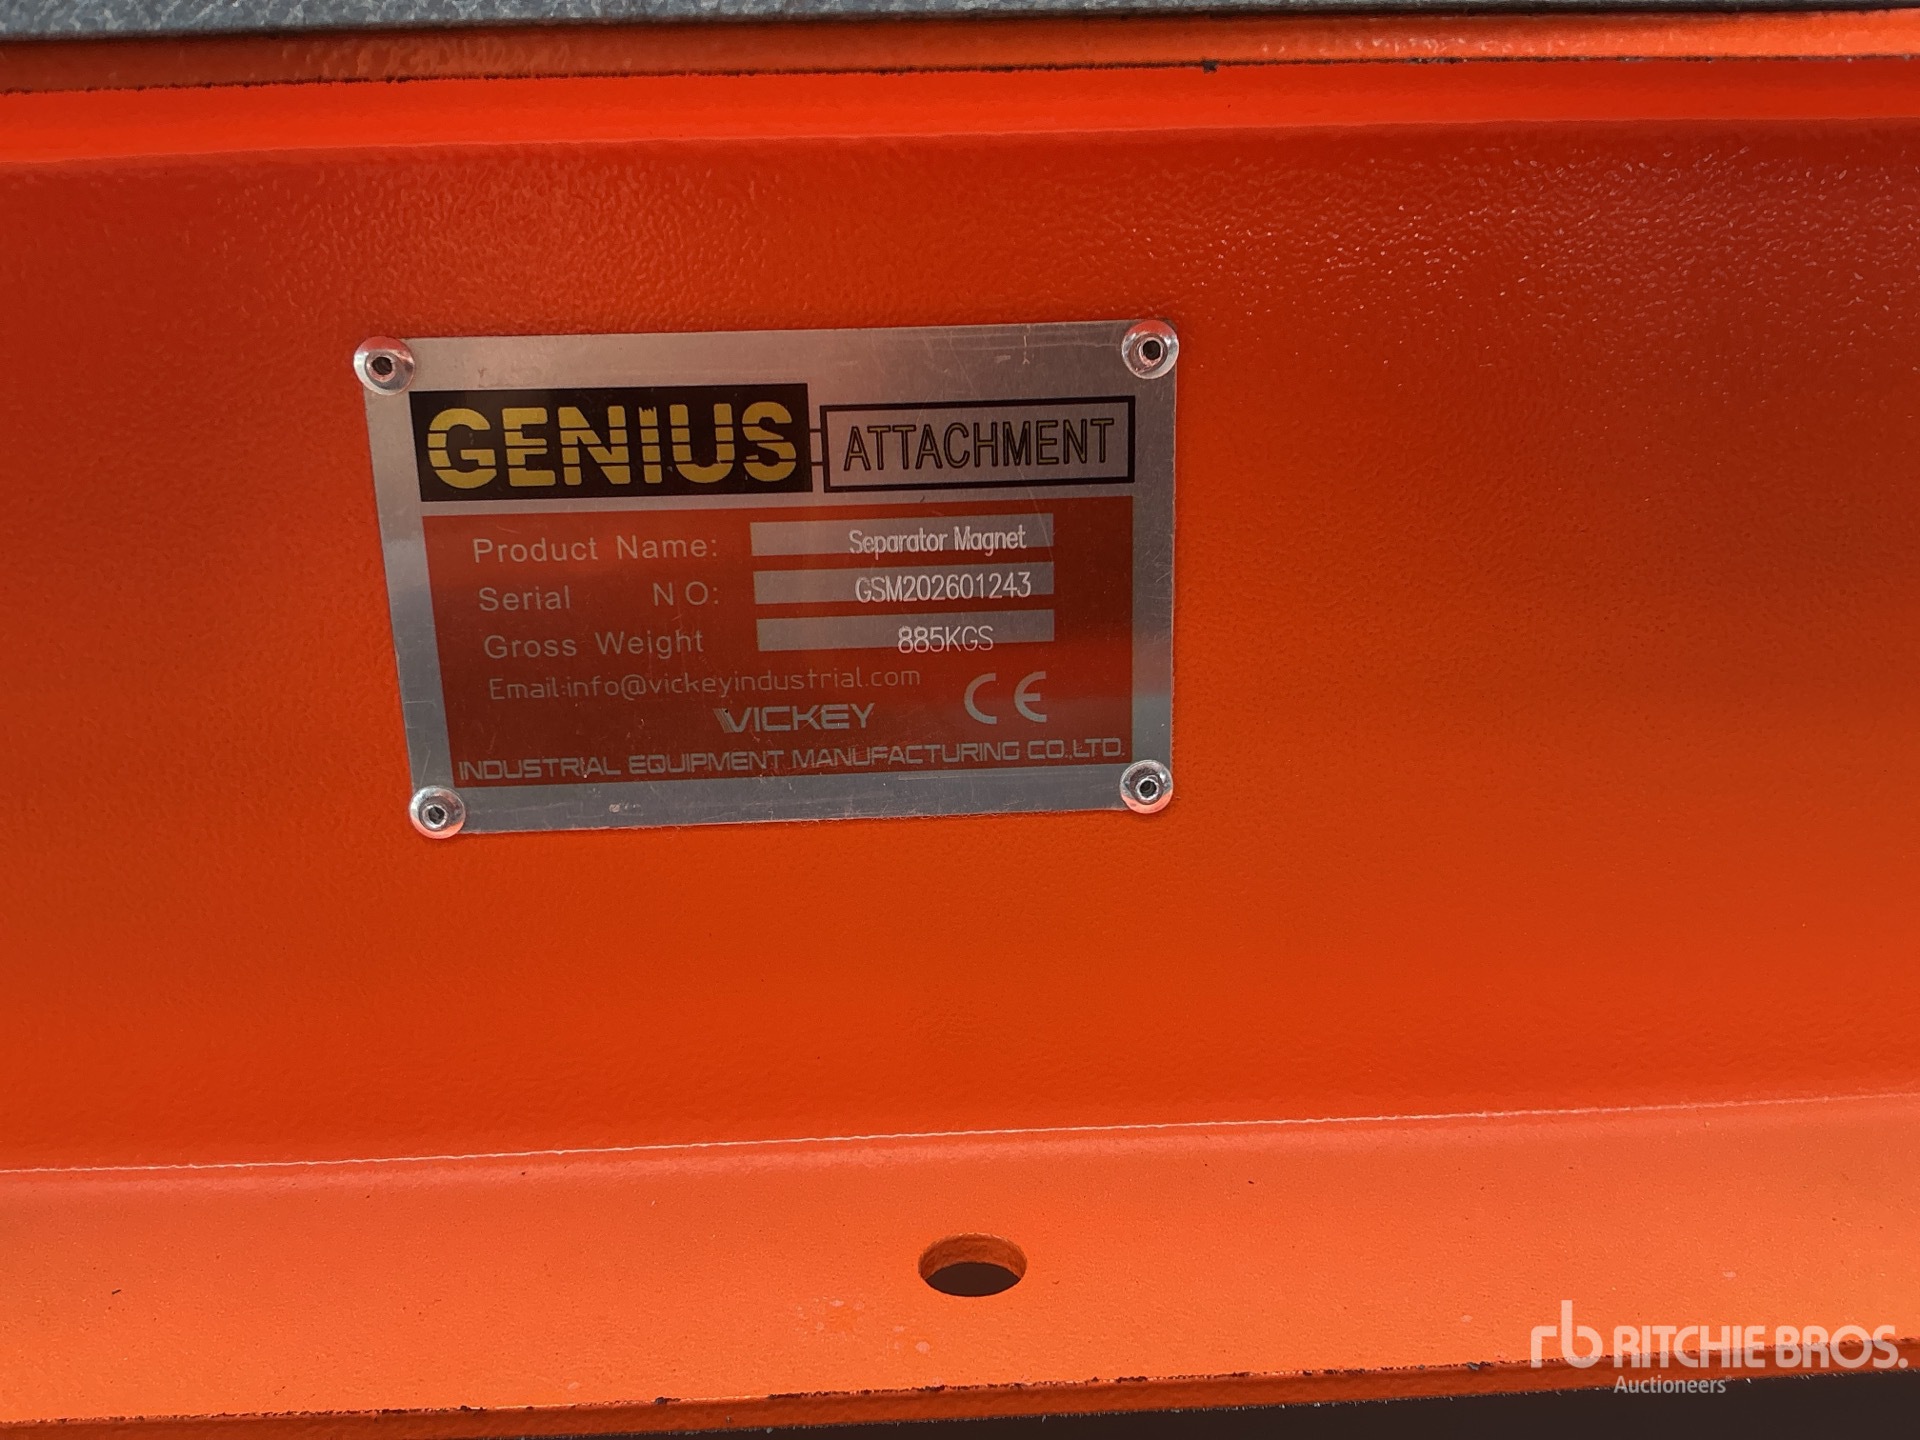 GENIUS ATTACHMENT
Product Name: Separator Magnet
Serial NO: GSM202601243
Gross Weight 885KGS
Email:info@vickeyindustrial.com
VICKEY CE
INDUSTRIAL EQUIPMENT MANUFACTURING CO.,LTD.
rb RITCHIE BROS.
Auctioneers